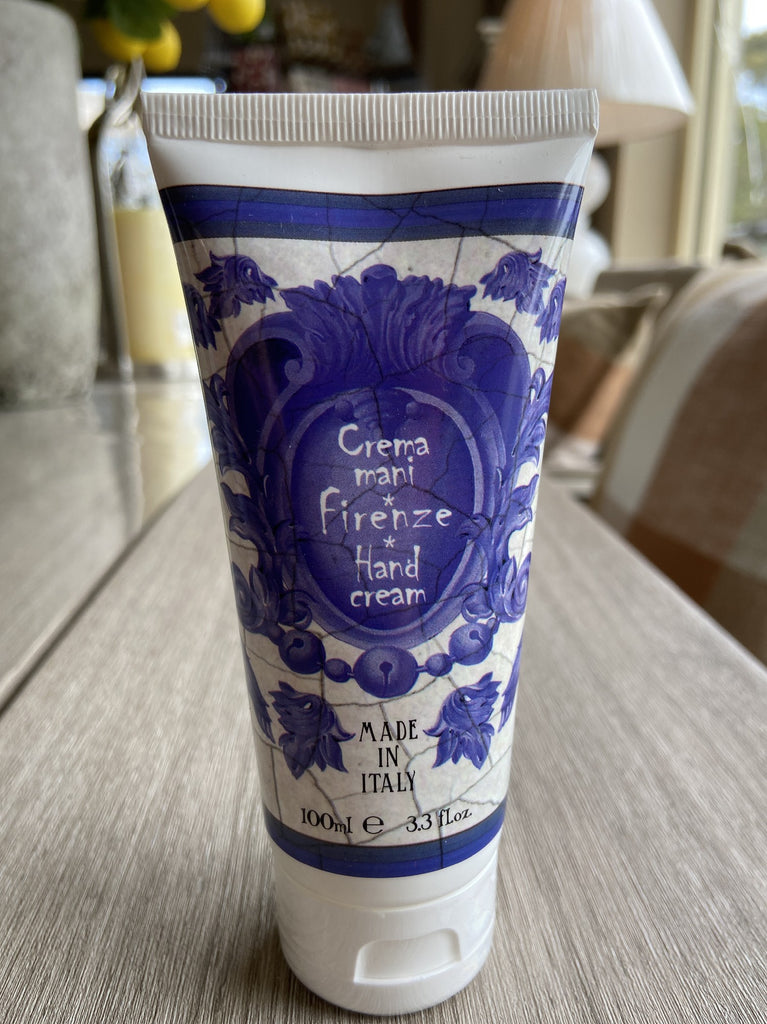 Crema
mani
*
Firenze
*
Hand
cream
MADE
IN
ITALY
100ml ℮ 3.3 fl.oz.